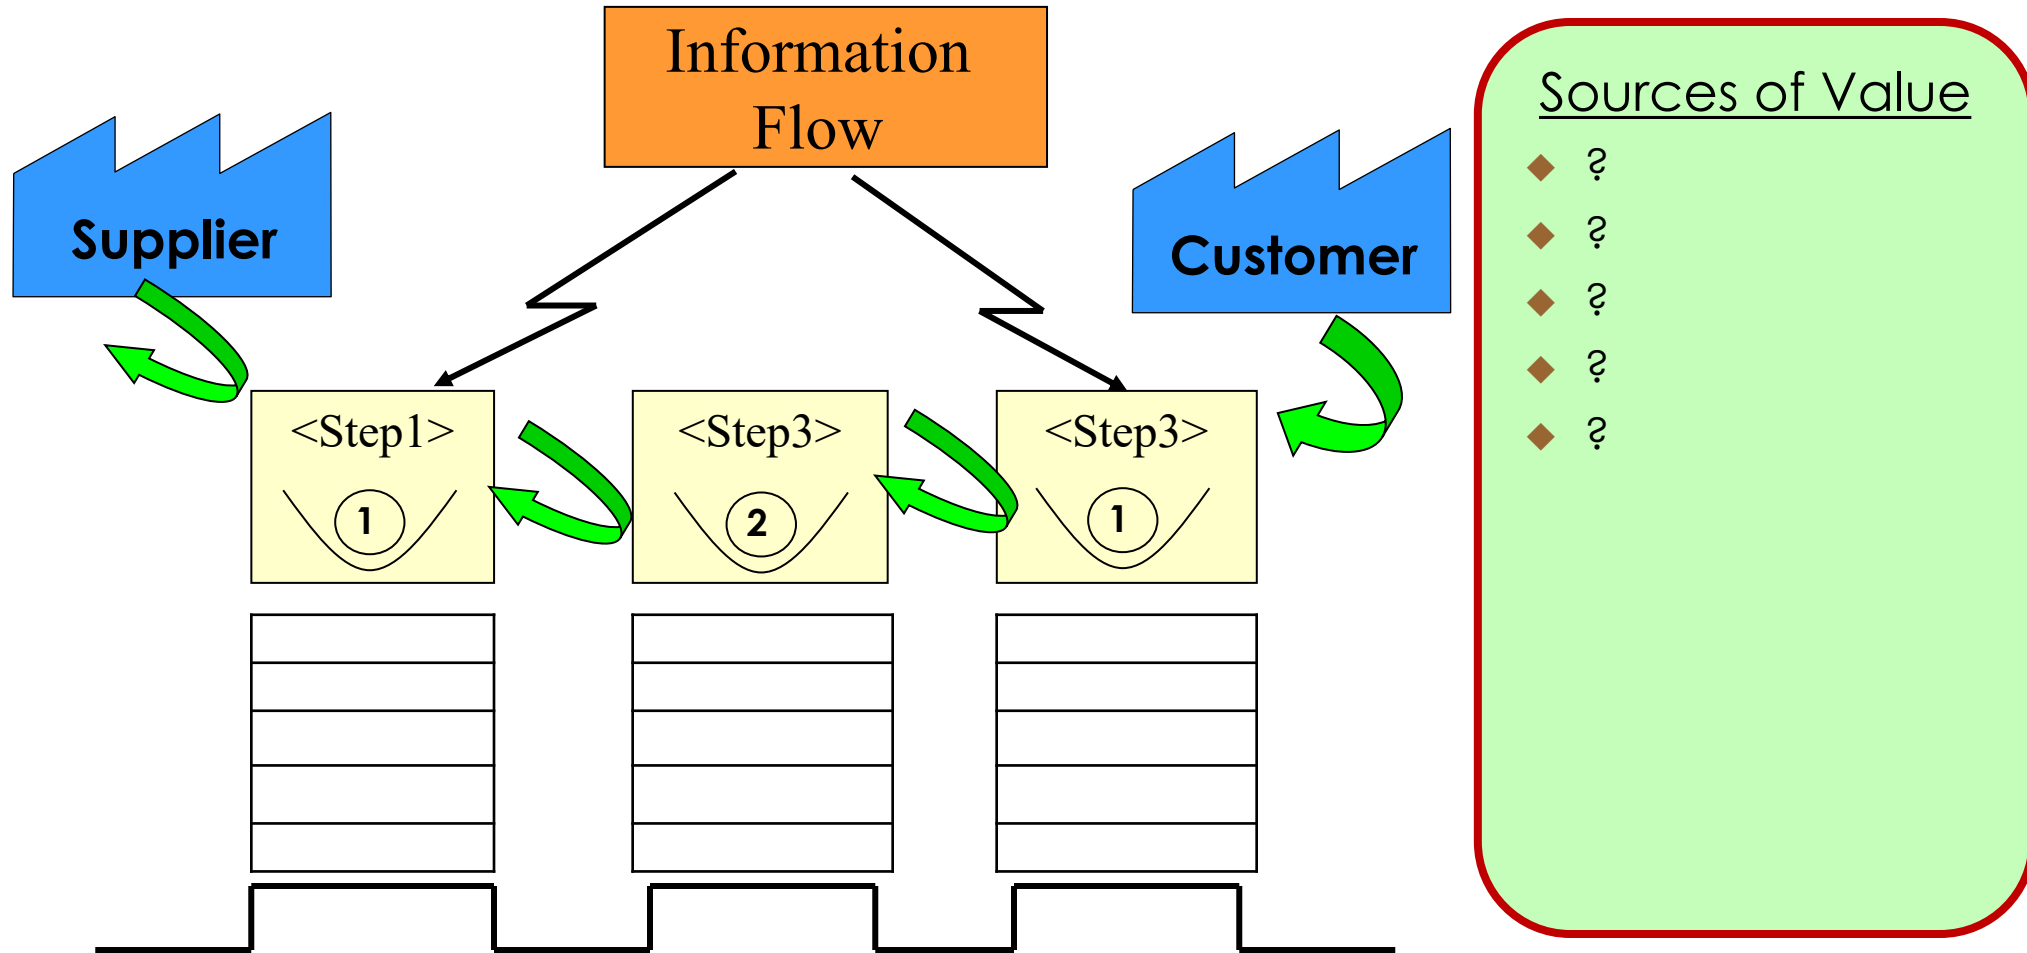 Information
Flow
Supplier
Customer
<Step1>
1
<Step3>
2
<Step3>
1
Sources of Value
◆ ?
◆ ?
◆ ?
◆ ?
◆ ?